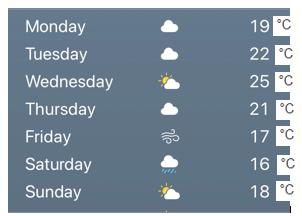 Monday 19 °C
Tuesday 22 °C
Wednesday 25 °C
Thursday 21 °C
Friday 17 °C
Saturday 16 °C
Sunday 18 °C